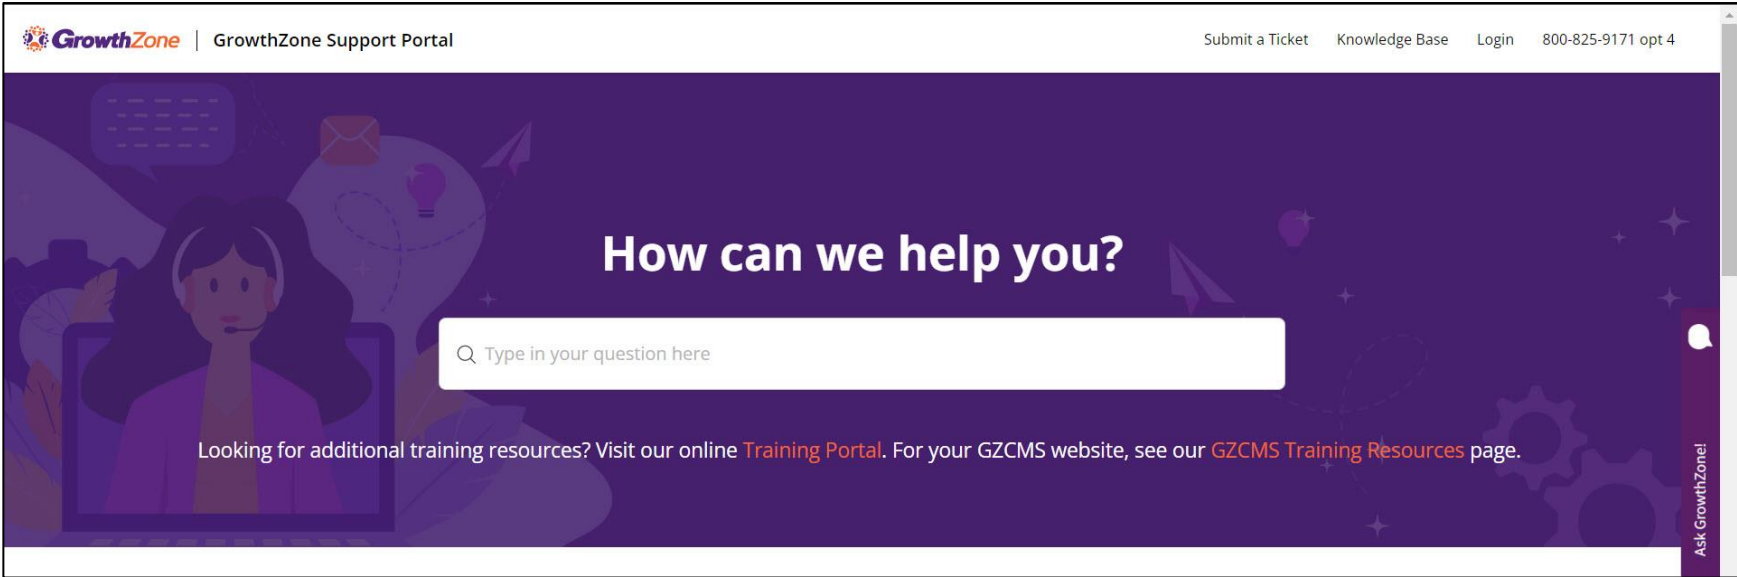 GrowthZone | GrowthZone Support Portal
Submit a Ticket Knowledge Base Login 800-825-9171 opt 4
How can we help you?
Type in your question here
Looking for additional training resources? Visit our online Training Portal. For your GZCMS website, see our GZCMS Training Resources page.
Ask GrowthZone!